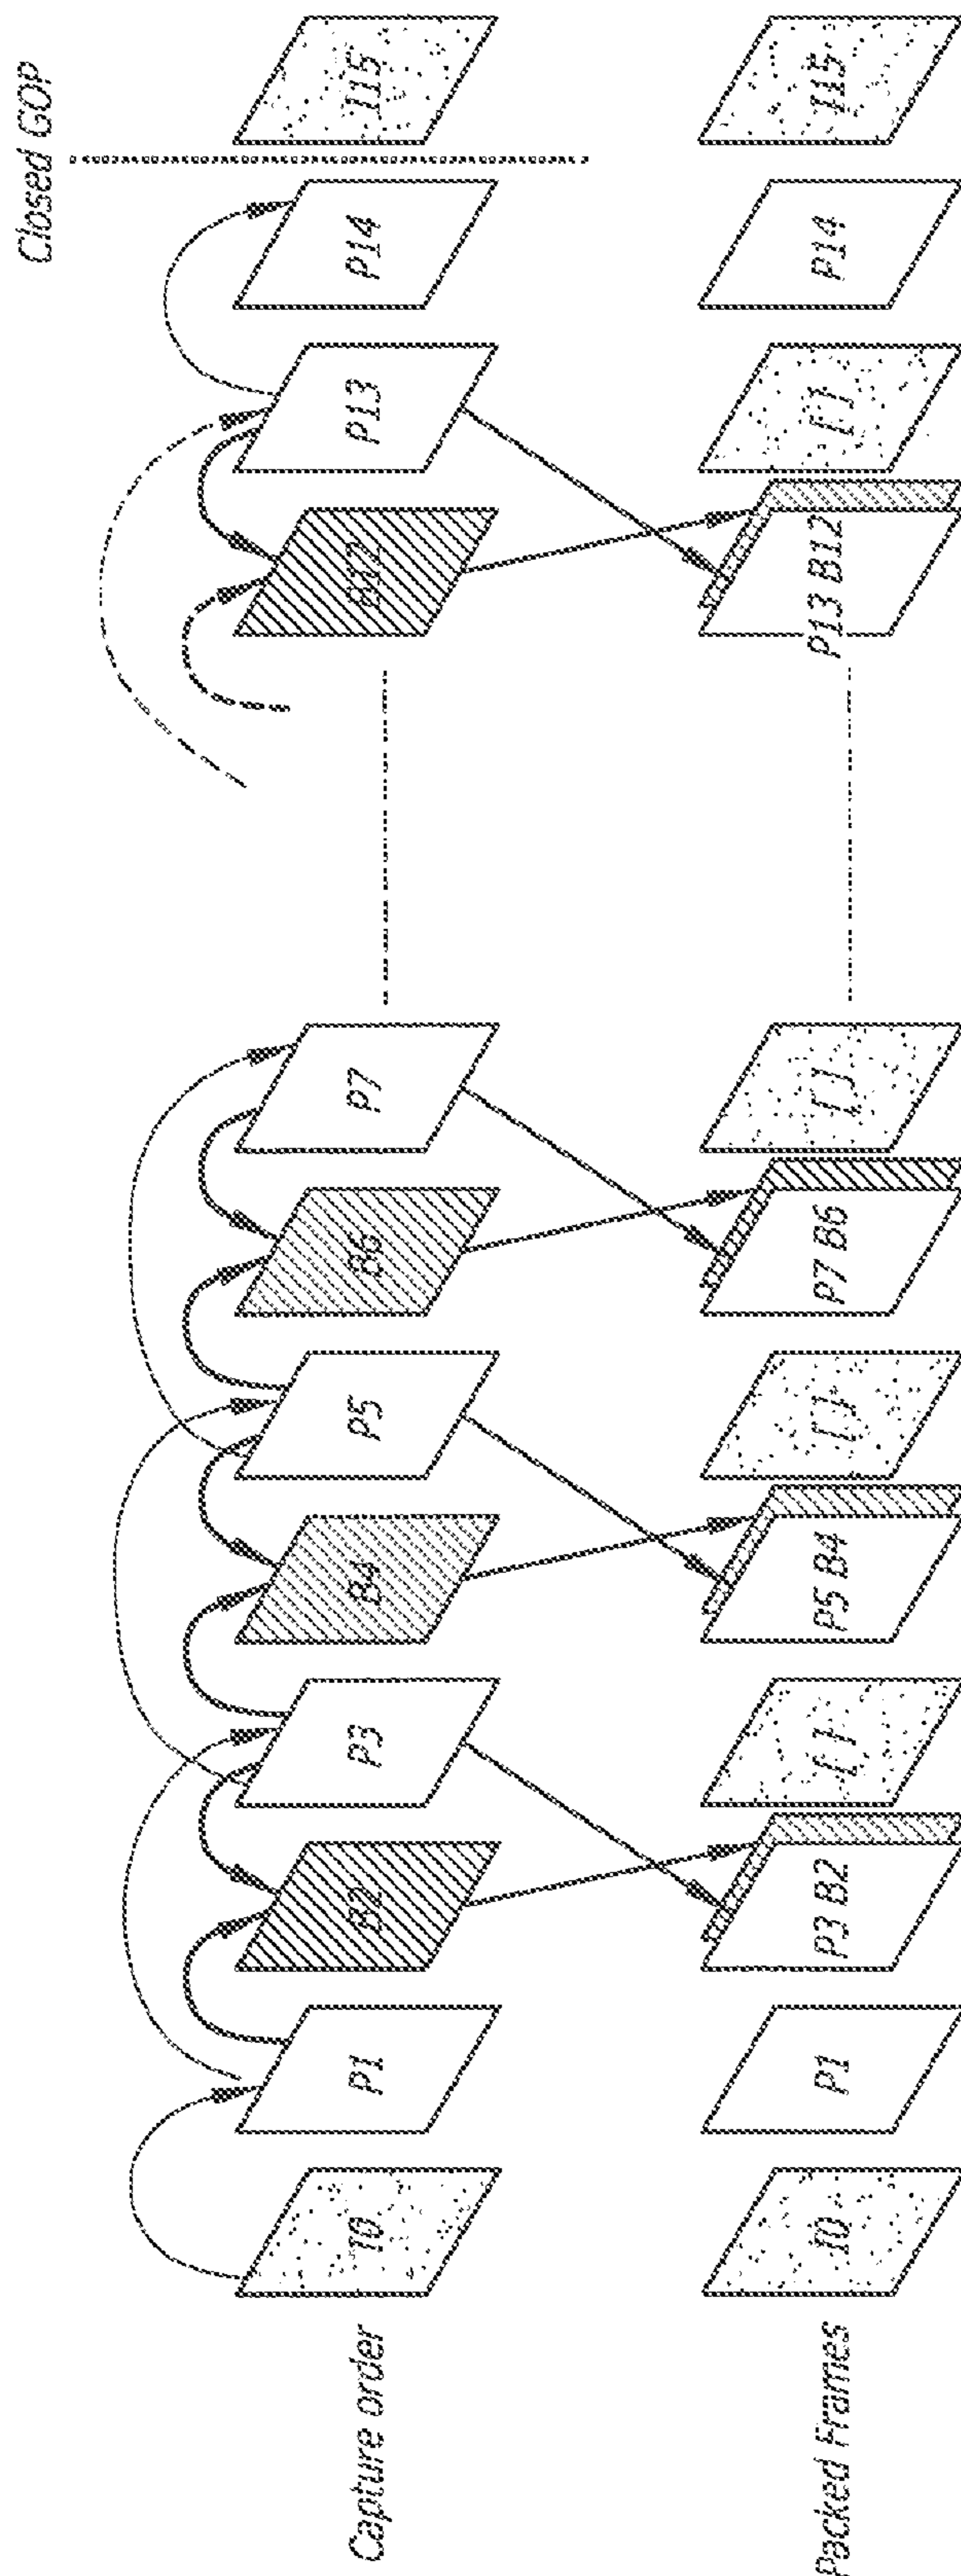 Closed GOP
Capture order
I0
P1
B2
P3
B4
P5
B6
P7
B12
P13
P14
I15
Packed Frames
I0
P1
P3 B2
[]
P5 B4
[]
P7 B6
[]
P13 B12
[]
P14
I15